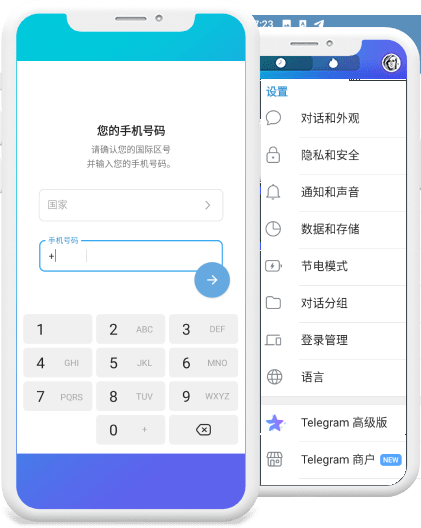 您的手机号码
请确认您的国际区号
并输入您的手机号码。
国家
手机号码
+
1
2 ABC
3 DEF
4 GHI
5 JKL
6 MNO
7 PQRS
8 TUV
9 WXYZ
0 +
7:23
设置
对话和外观
隐私和安全
通知和声音
数据和存储
节电模式
对话分组
登录管理
语言
Telegram 高级版
Telegram 商户 NEW